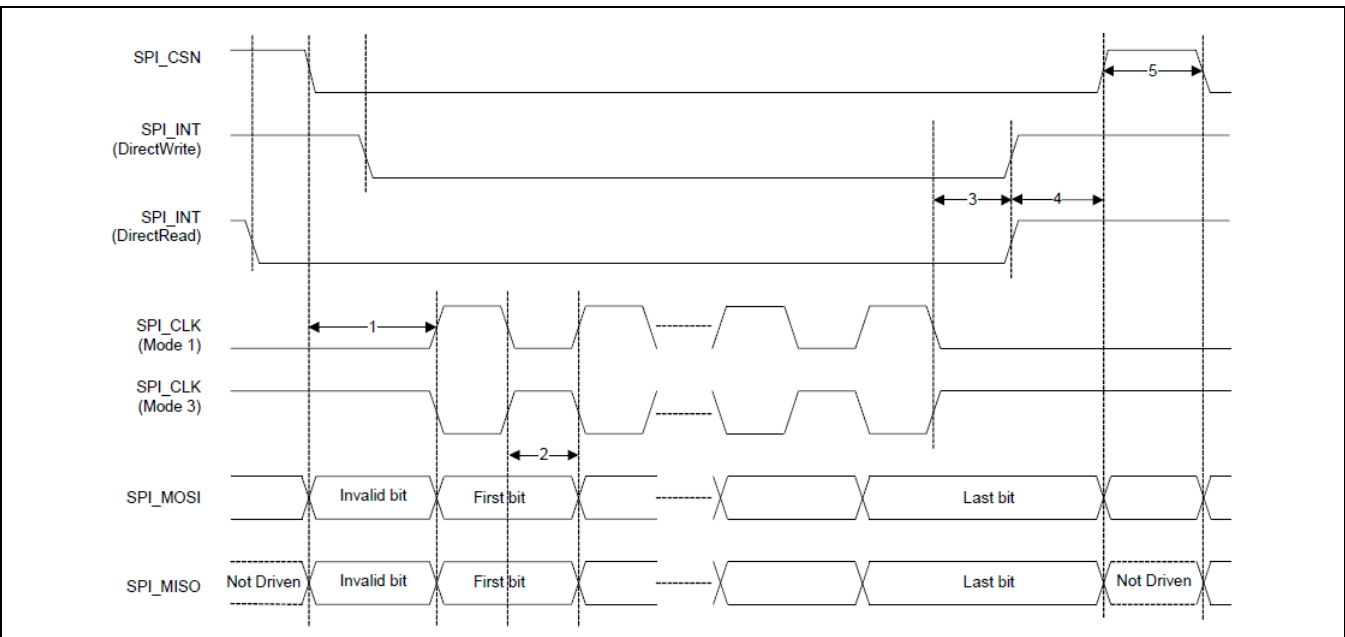 SPI_CSN
5
SPI_INT
(DirectWrite)
3
4
SPI_INT
(DirectRead)
SPI_CLK
(Mode 1)
1
SPI_CLK
(Mode 3)
2
SPI_MOSI
Invalid bit
First bit
Last bit
SPI_MISO
Not Driven
Invalid bit
First bit
Last bit
Not Driven